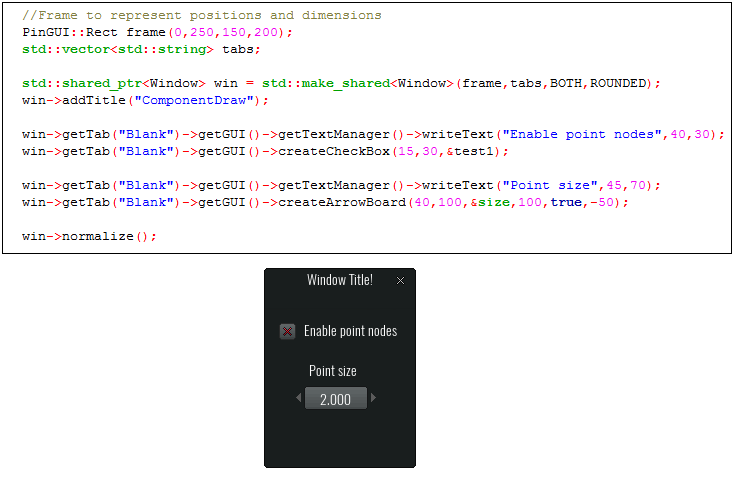 //Frame to represent positions and dimensions
PinGUI::Rect frame(0,250,150,200);
std::vector<std::string> tabs;
std::shared_ptr<Window> win = std::make_shared<Window>(frame,tabs,BOTH,ROUNDED);
win->addTitle("ComponentDraw");
win->getTab("Blank")->getGUI()->getTextManager()->writeText("Enable point nodes",40,30);
win->getTab("Blank")->getGUI()->createCheckBox(15,30,&test1);
win->getTab("Blank")->getGUI()->getTextManager()->writeText("Point size",45,70);
win->getTab("Blank")->getGUI()->createArrowBoard(40,100,&size,100,true,-50);
win->normalize();
Window Title!
Enable point nodes
Point size
2.000